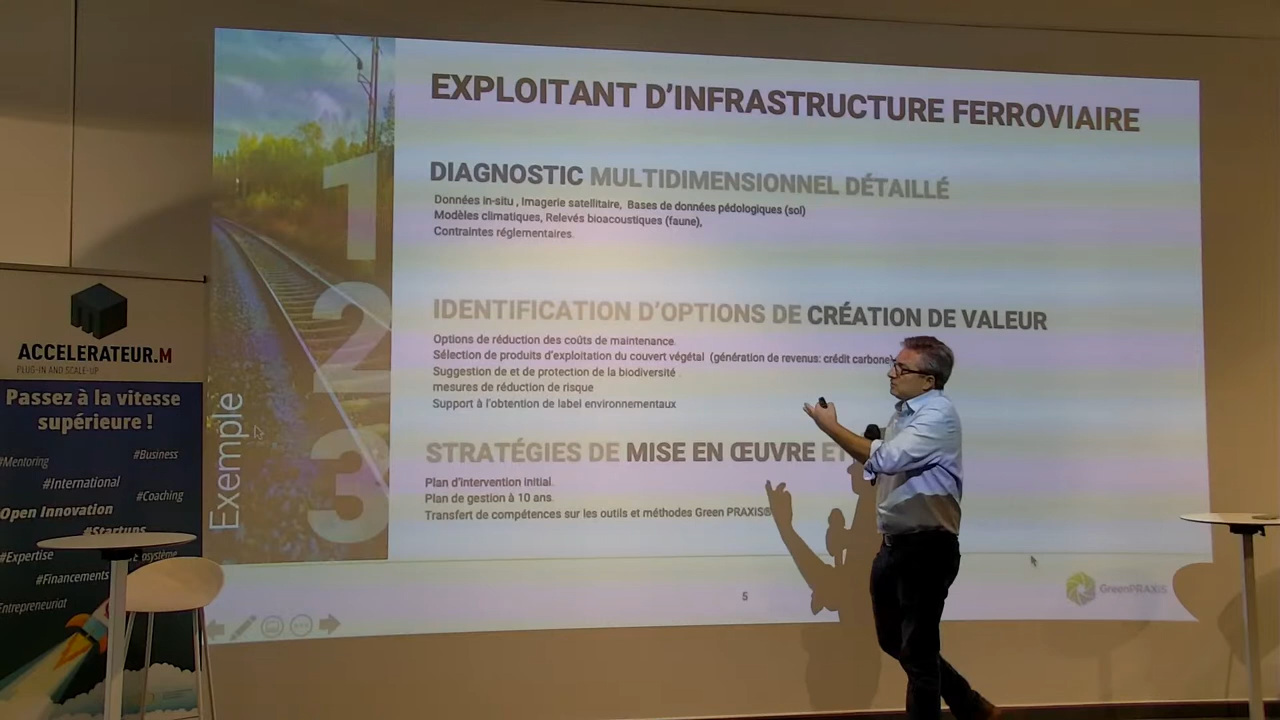 EXPLOITANT D'INFRASTRUCTURE FERROVIAIRE
1
DIAGNOSTIC MULTIDIMENSIONNEL DÉTAILLÉ
Données in-situ , Imagerie satellitaire, Bases de données pédologiques (sol)
Modèles climatiques, Relevés bioacoustiques (faune),
Contraintes réglementaires.
2
IDENTIFICATION D'OPTIONS DE CRÉATION DE VALEUR
Options de réduction des coûts de maintenance.
Sélection de produits d'exploitation du couvert végétal (génération de revenus: crédit carbone)
Suggestion de et de protection de la biodiversité
mesures de réduction de risque
Support à l'obtention de label environnementaux
3
STRATÉGIES DE MISE EN ŒUVRE
Plan d'intervention initial.
Plan de gestion à 10 ans.
Transfert de compétences sur les outils et méthodes Green PRAXIS®
Exemple
5
GreenPRAXIS
ACCELERATEUR.M
PLUG-IN AND SCALE-UP
Passez à la vitesse
supérieure !
#Mentoring
#Business
#International
#Coaching
Open Innovation
#Startups
#Expertise
#Financements
Entrepreneuriat